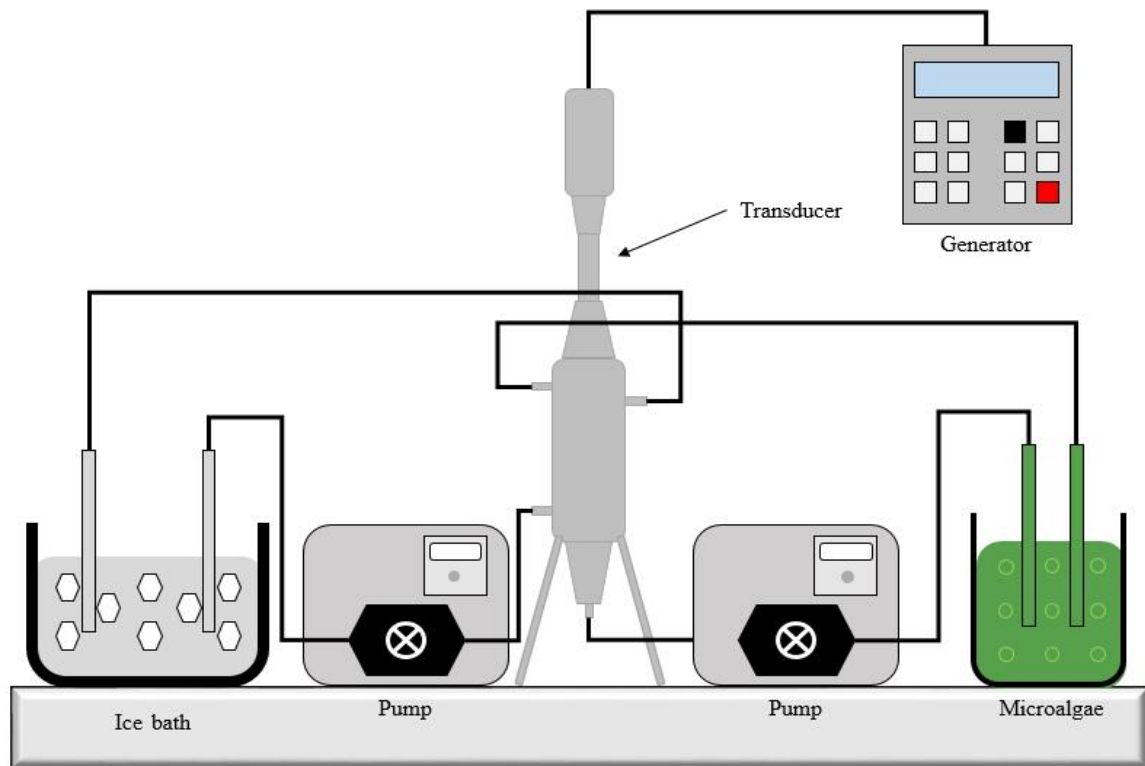 Transducer
Generator
Ice bath
Pump
Pump
Microalgae